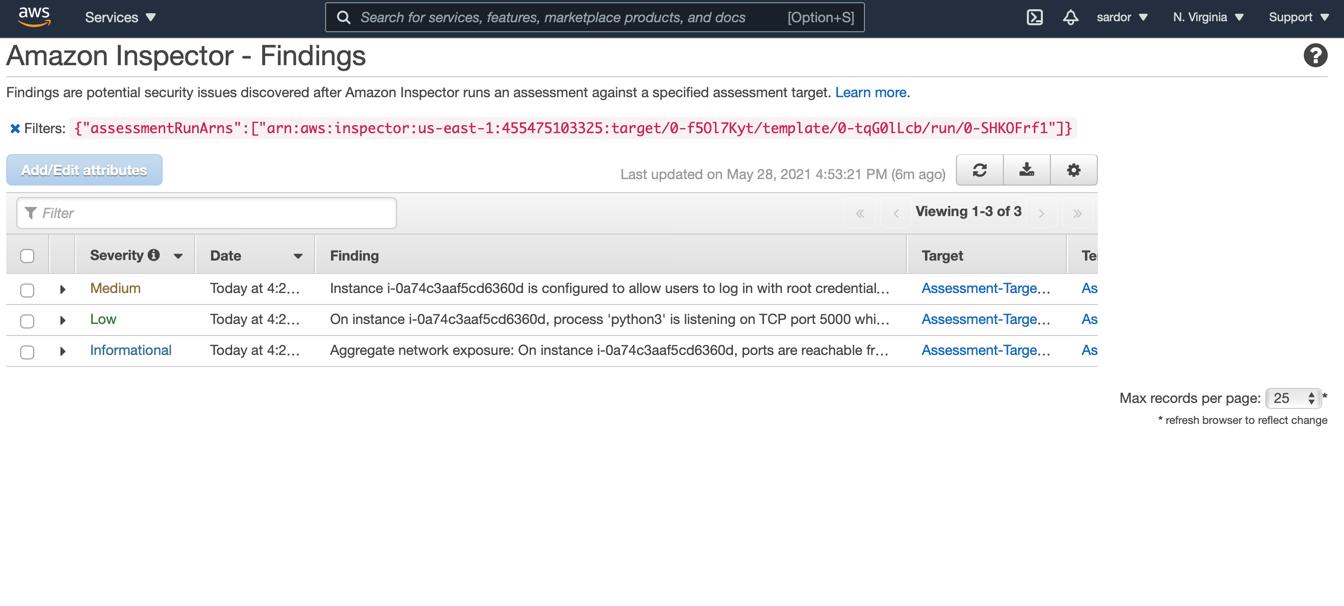 aws Services Search for services, features, marketplace products, and docs [Option+S] sardor N. Virginia Support
Amazon Inspector - Findings
Findings are potential security issues discovered after Amazon Inspector runs an assessment against a specified assessment target. Learn more.
Filters: {"assessmentRunArns":["arn:aws:inspector:us-east-1:455475103325:target/0-f5Ol7Kyt/template/0-tqG0lLcb/run/0-SHKOFrf1"]}
Add/Edit attributes Last updated on May 28, 2021 4:53:21 PM (6m ago)
Filter « ‹ Viewing 1-3 of 3 › »
Severity Date Finding Target Te
Medium Today at 4:2... Instance i-0a74c3aaf5cd6360d is configured to allow users to log in with root credential... Assessment-Targe... As
Low Today at 4:2... On instance i-0a74c3aaf5cd6360d, process 'python3' is listening on TCP port 5000 whi... Assessment-Targe... As
Informational Today at 4:2... Aggregate network exposure: On instance i-0a74c3aaf5cd6360d, ports are reachable fr... Assessment-Targe... As
Max records per page: 25 *
* refresh browser to reflect change